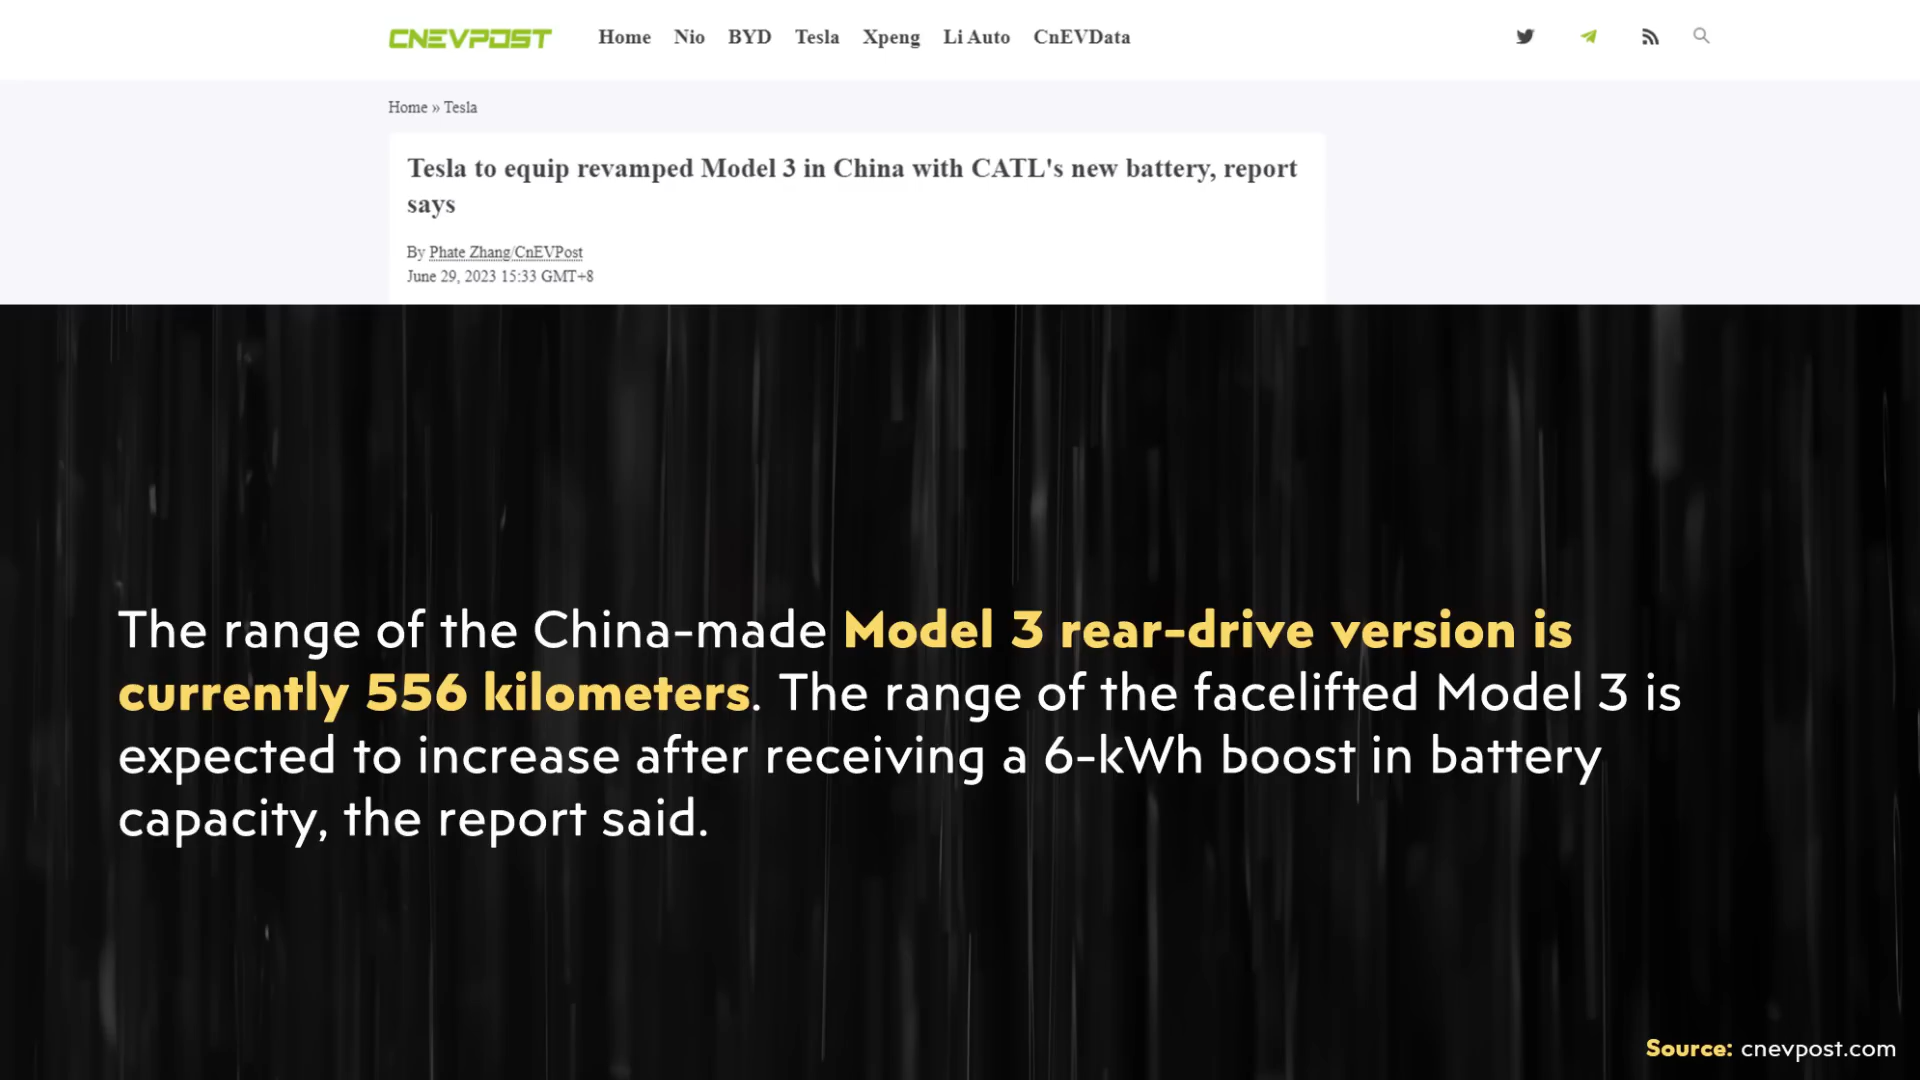 CNEVPOST Home Nio BYD Tesla Xpeng Li Auto CnEVData
Home » Tesla
Tesla to equip revamped Model 3 in China with CATL's new battery, report
says
By Phate Zhang/CnEVPost
June 29, 2023 15:33 GMT+8
The range of the China-made Model 3 rear-drive version is
currently 556 kilometers. The range of the facelifted Model 3 is
expected to increase after receiving a 6-kWh boost in battery
capacity, the report said.
Source: cnevpost.com